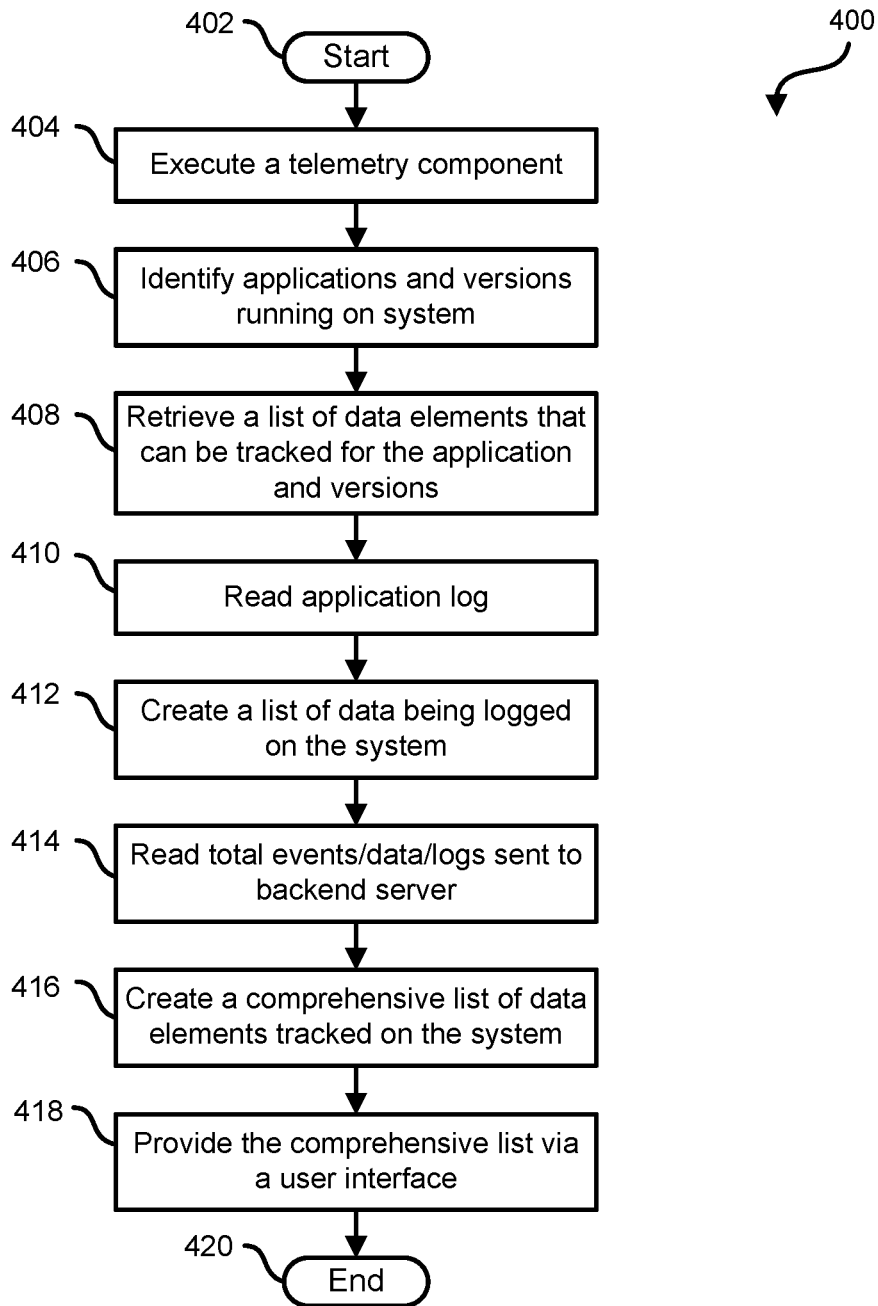 402
Start
400
404
Execute a telemetry component
406
Identify applications and versions
running on system
408
Retrieve a list of data elements that
can be tracked for the application
and versions
410
Read application log
412
Create a list of data being logged
on the system
414
Read total events/data/logs sent to
backend server
416
Create a comprehensive list of data
elements tracked on the system
418
Provide the comprehensive list via
a user interface
420
End